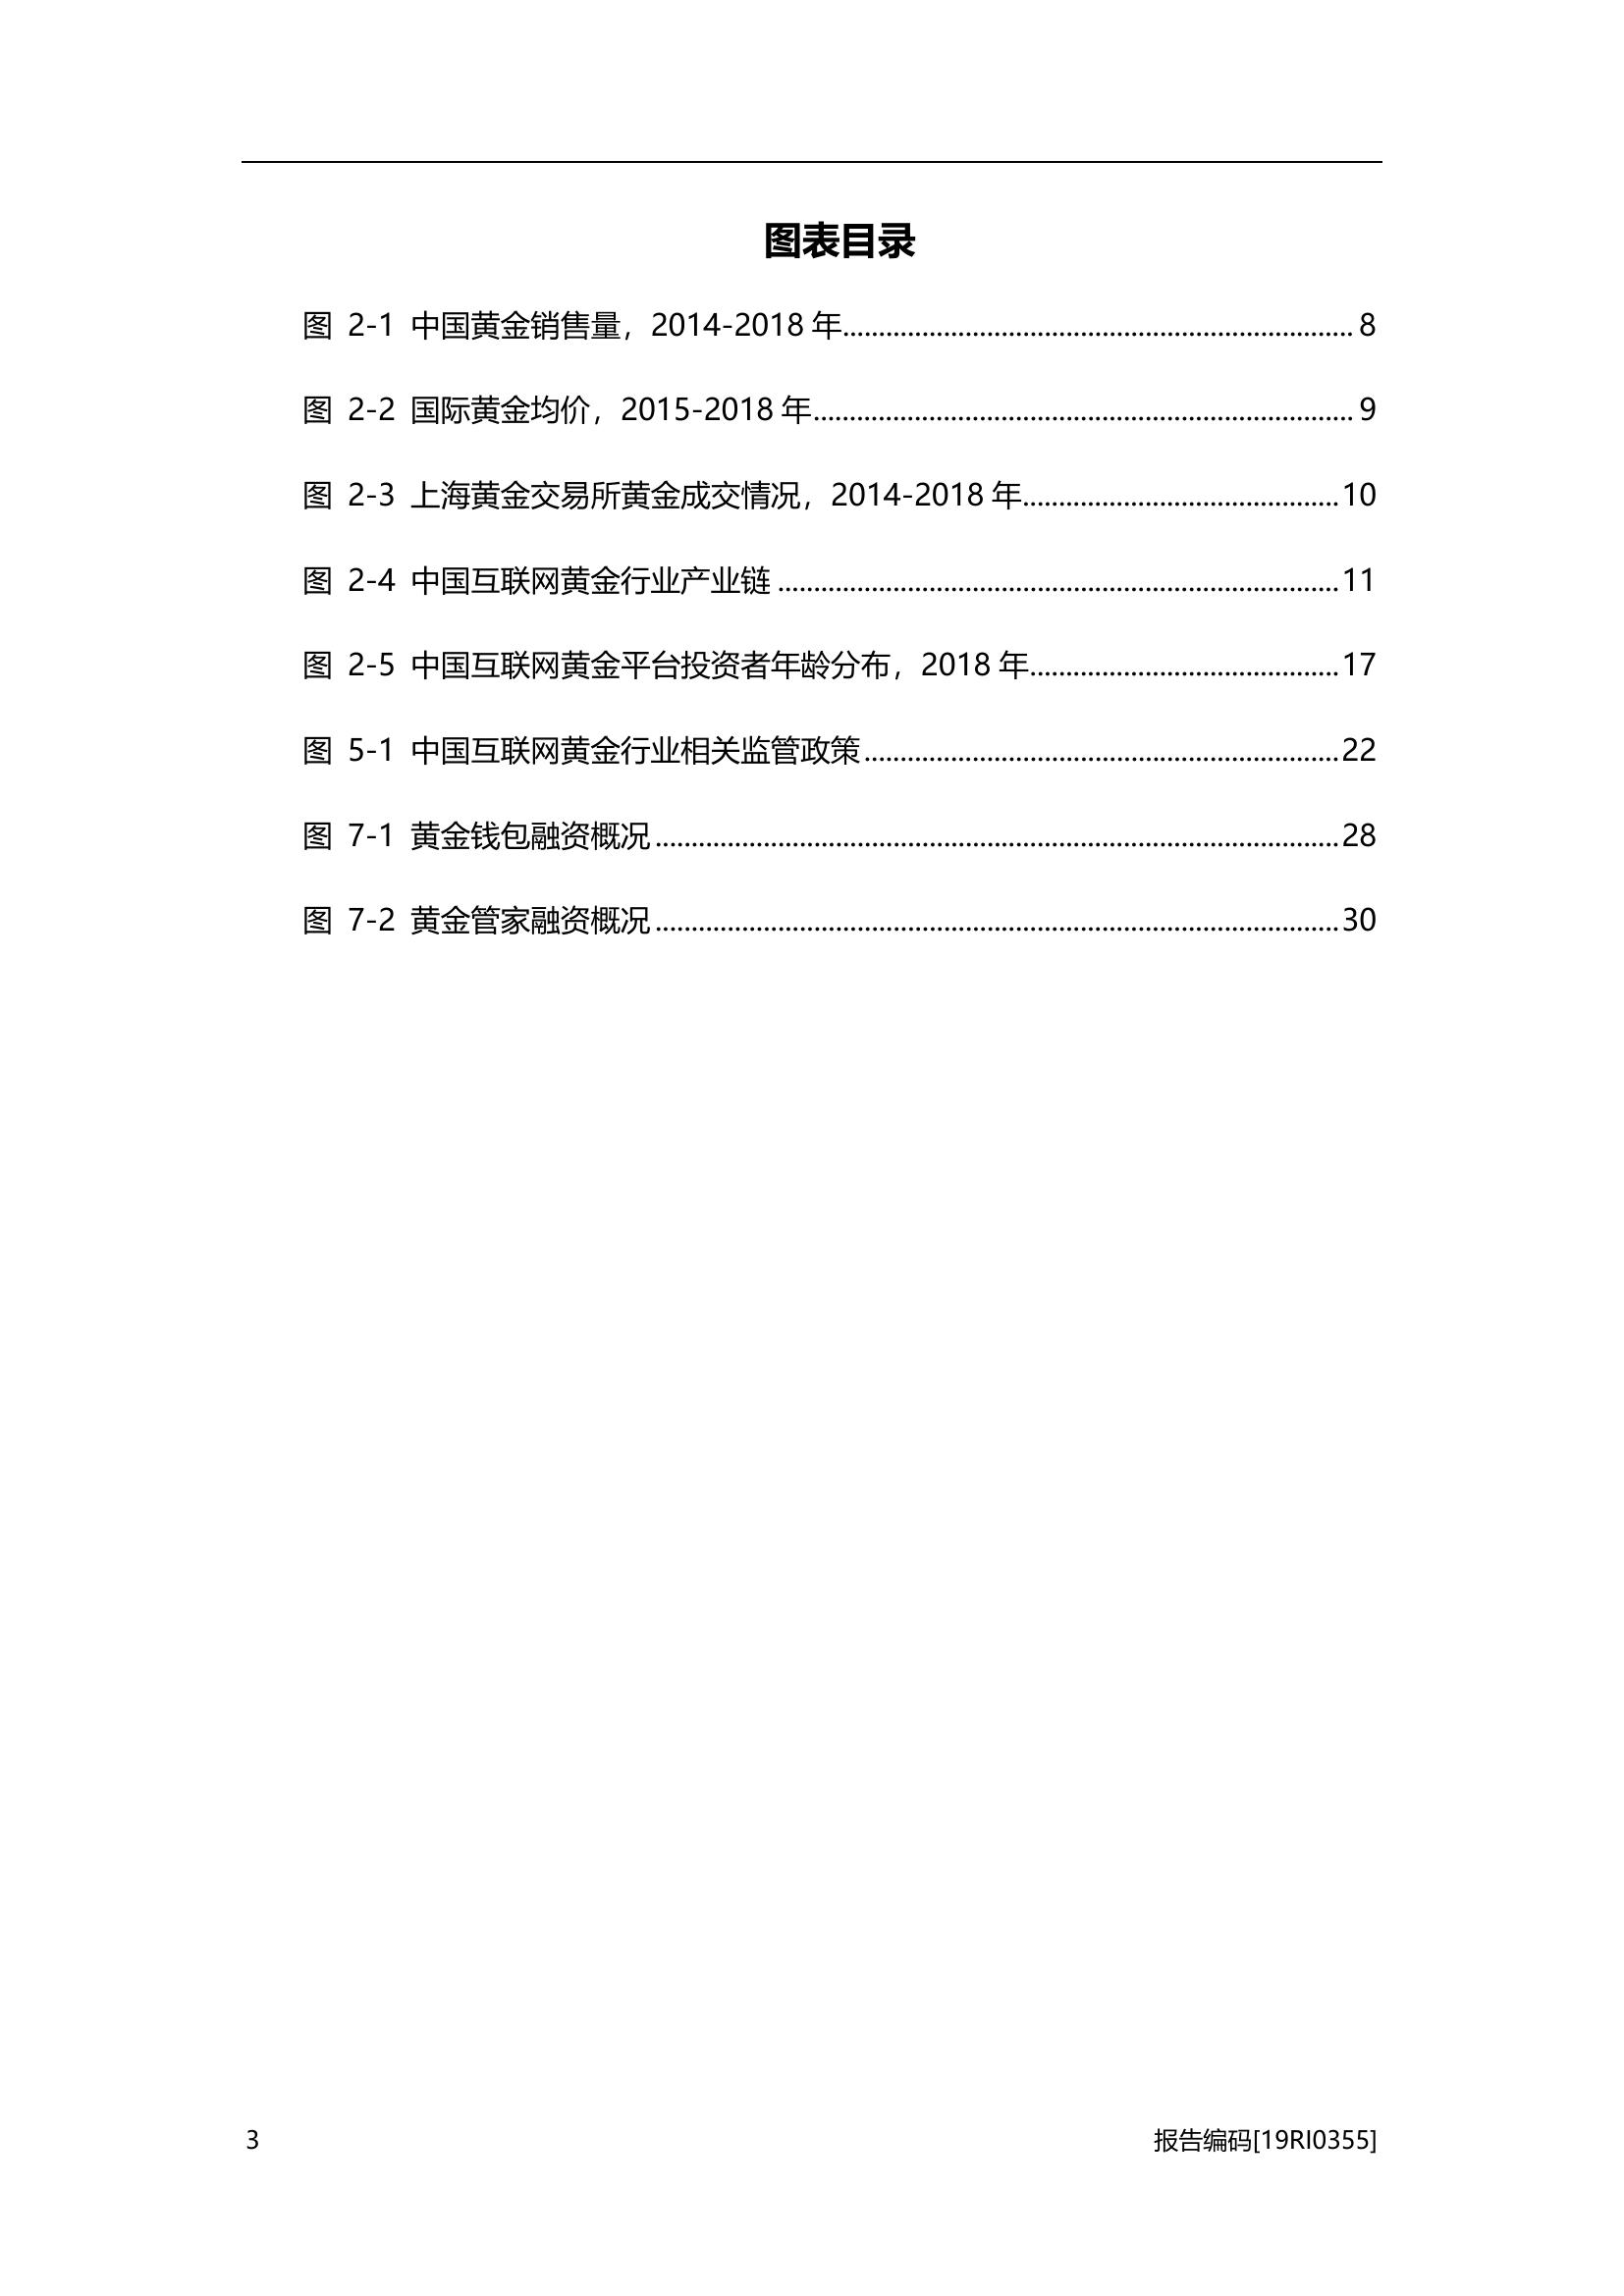 图表目录
图 2-1 中国黄金销售量，2014-2018 年........................................................................ 8
图 2-2 国际黄金均价，2015-2018 年............................................................................ 9
图 2-3 上海黄金交易所黄金成交情况，2014-2018 年............................................ 10
图 2-4 中国互联网黄金行业产业链 ............................................................................... 11
图 2-5 中国互联网黄金平台投资者年龄分布，2018 年........................................... 17
图 5-1 中国互联网黄金行业相关监管政策................................................................... 22
图 7-1 黄金钱包融资概况................................................................................................ 28
图 7-2 黄金管家融资概况................................................................................................ 30
3 报告编码[19RI0355]